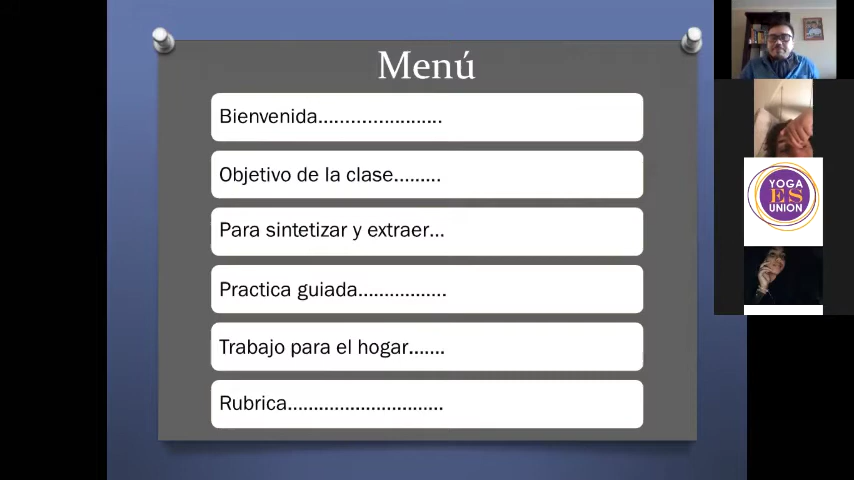 Menú
Bienvenida.......................
Objetivo de la clase.........
Para sintetizar y extraer...
Practica guiada.................
Trabajo para el hogar.......
Rubrica..............................
YOGA
ES
UNION